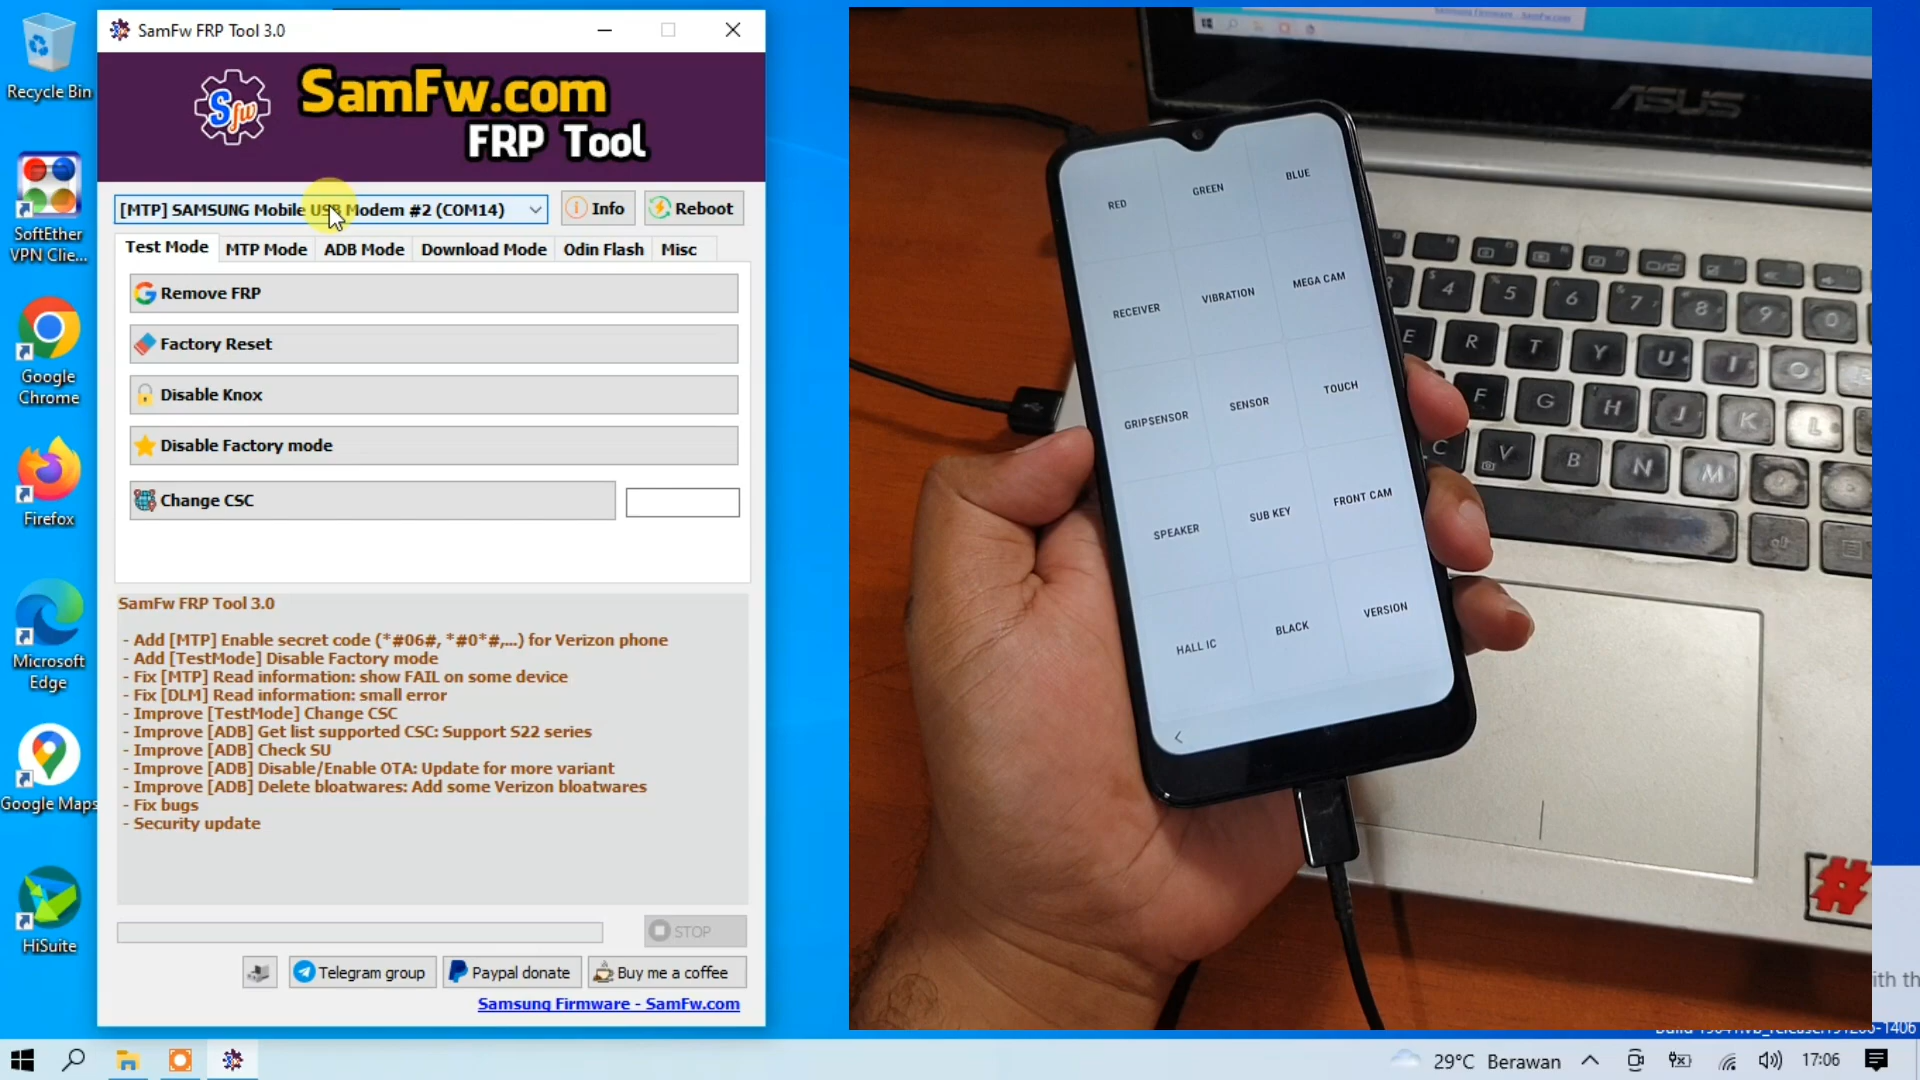 Recycle Bin
SoftEther
VPN Clie...
Google
Chrome
Firefox
Microsoft
Edge
Google Maps
HiSuite
SamFw FRP Tool 3.0
Sfw
SamFw.com
FRP Tool
[MTP] SAMSUNG Mobile USB Modem #2 (COM14)
Info
Reboot
Test Mode
MTP Mode
ADB Mode
Download Mode
Odin Flash
Misc
Remove FRP
Factory Reset
Disable Knox
Disable Factory mode
Change CSC
SamFw FRP Tool 3.0
- Add [MTP] Enable secret code (*#06#, *#0*#,...) for Verizon phone
- Add [TestMode] Disable Factory mode
- Fix [MTP] Read information: show FAIL on some device
- Fix [DLM] Read information: small error
- Improve [TestMode] Change CSC
- Improve [ADB] Get list supported CSC: Support S22 series
- Improve [ADB] Check SU
- Improve [ADB] Disable/Enable OTA: Update for more variant
- Improve [ADB] Delete bloatwares: Add some Verizon bloatwares
- Fix bugs
- Security update
STOP
Telegram group
Paypal donate
Buy me a coffee
Samsung Firmware - SamFw.com
ASUS
RED GREEN BLUE
RECEIVER VIBRATION MEGA CAM
GRIPSENSOR SENSOR TOUCH
SPEAKER SUB KEY FRONT CAM
HALL IC BLACK VERSION
4 5 6 7 8 9 0
E R T Y U I O
F G H J K L
C V B N M
#
29°C Berawan
17:06